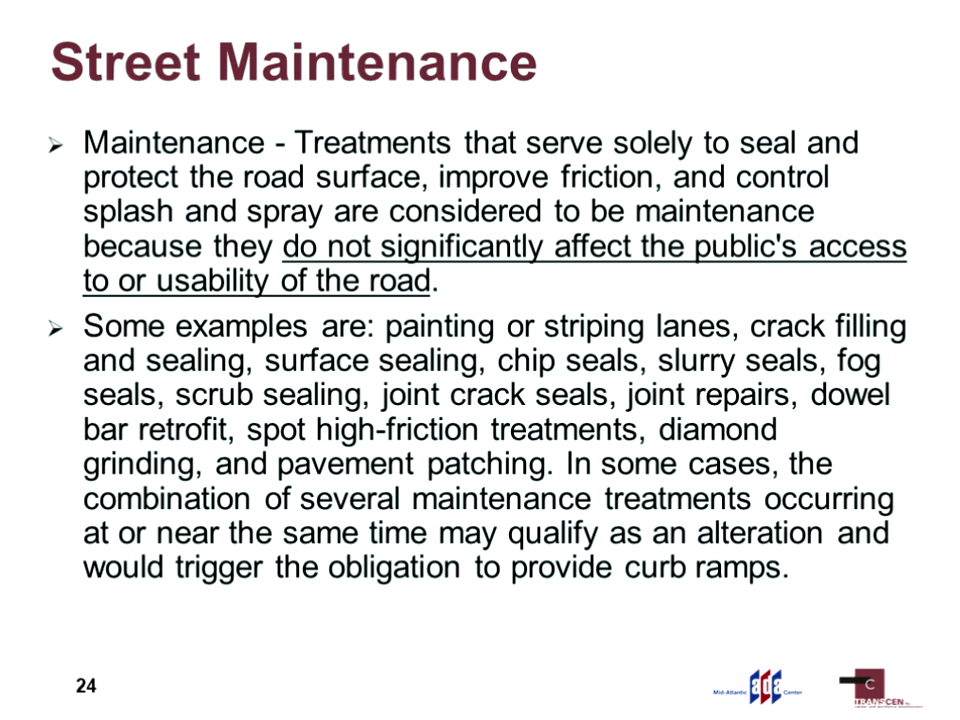 Street Maintenance
➢ Maintenance - Treatments that serve solely to seal and
protect the road surface, improve friction, and control
splash and spray are considered to be maintenance
because they do not significantly affect the public's access
to or usability of the road.
➢ Some examples are: painting or striping lanes, crack filling
and sealing, surface sealing, chip seals, slurry seals, fog
seals, scrub sealing, joint crack seals, joint repairs, dowel
bar retrofit, spot high-friction treatments, diamond
grinding, and pavement patching. In some cases, the
combination of several maintenance treatments occurring
at or near the same time may qualify as an alteration and
would trigger the obligation to provide curb ramps.
24
Mid-Atlantic ada Center
C
TRANSCEN